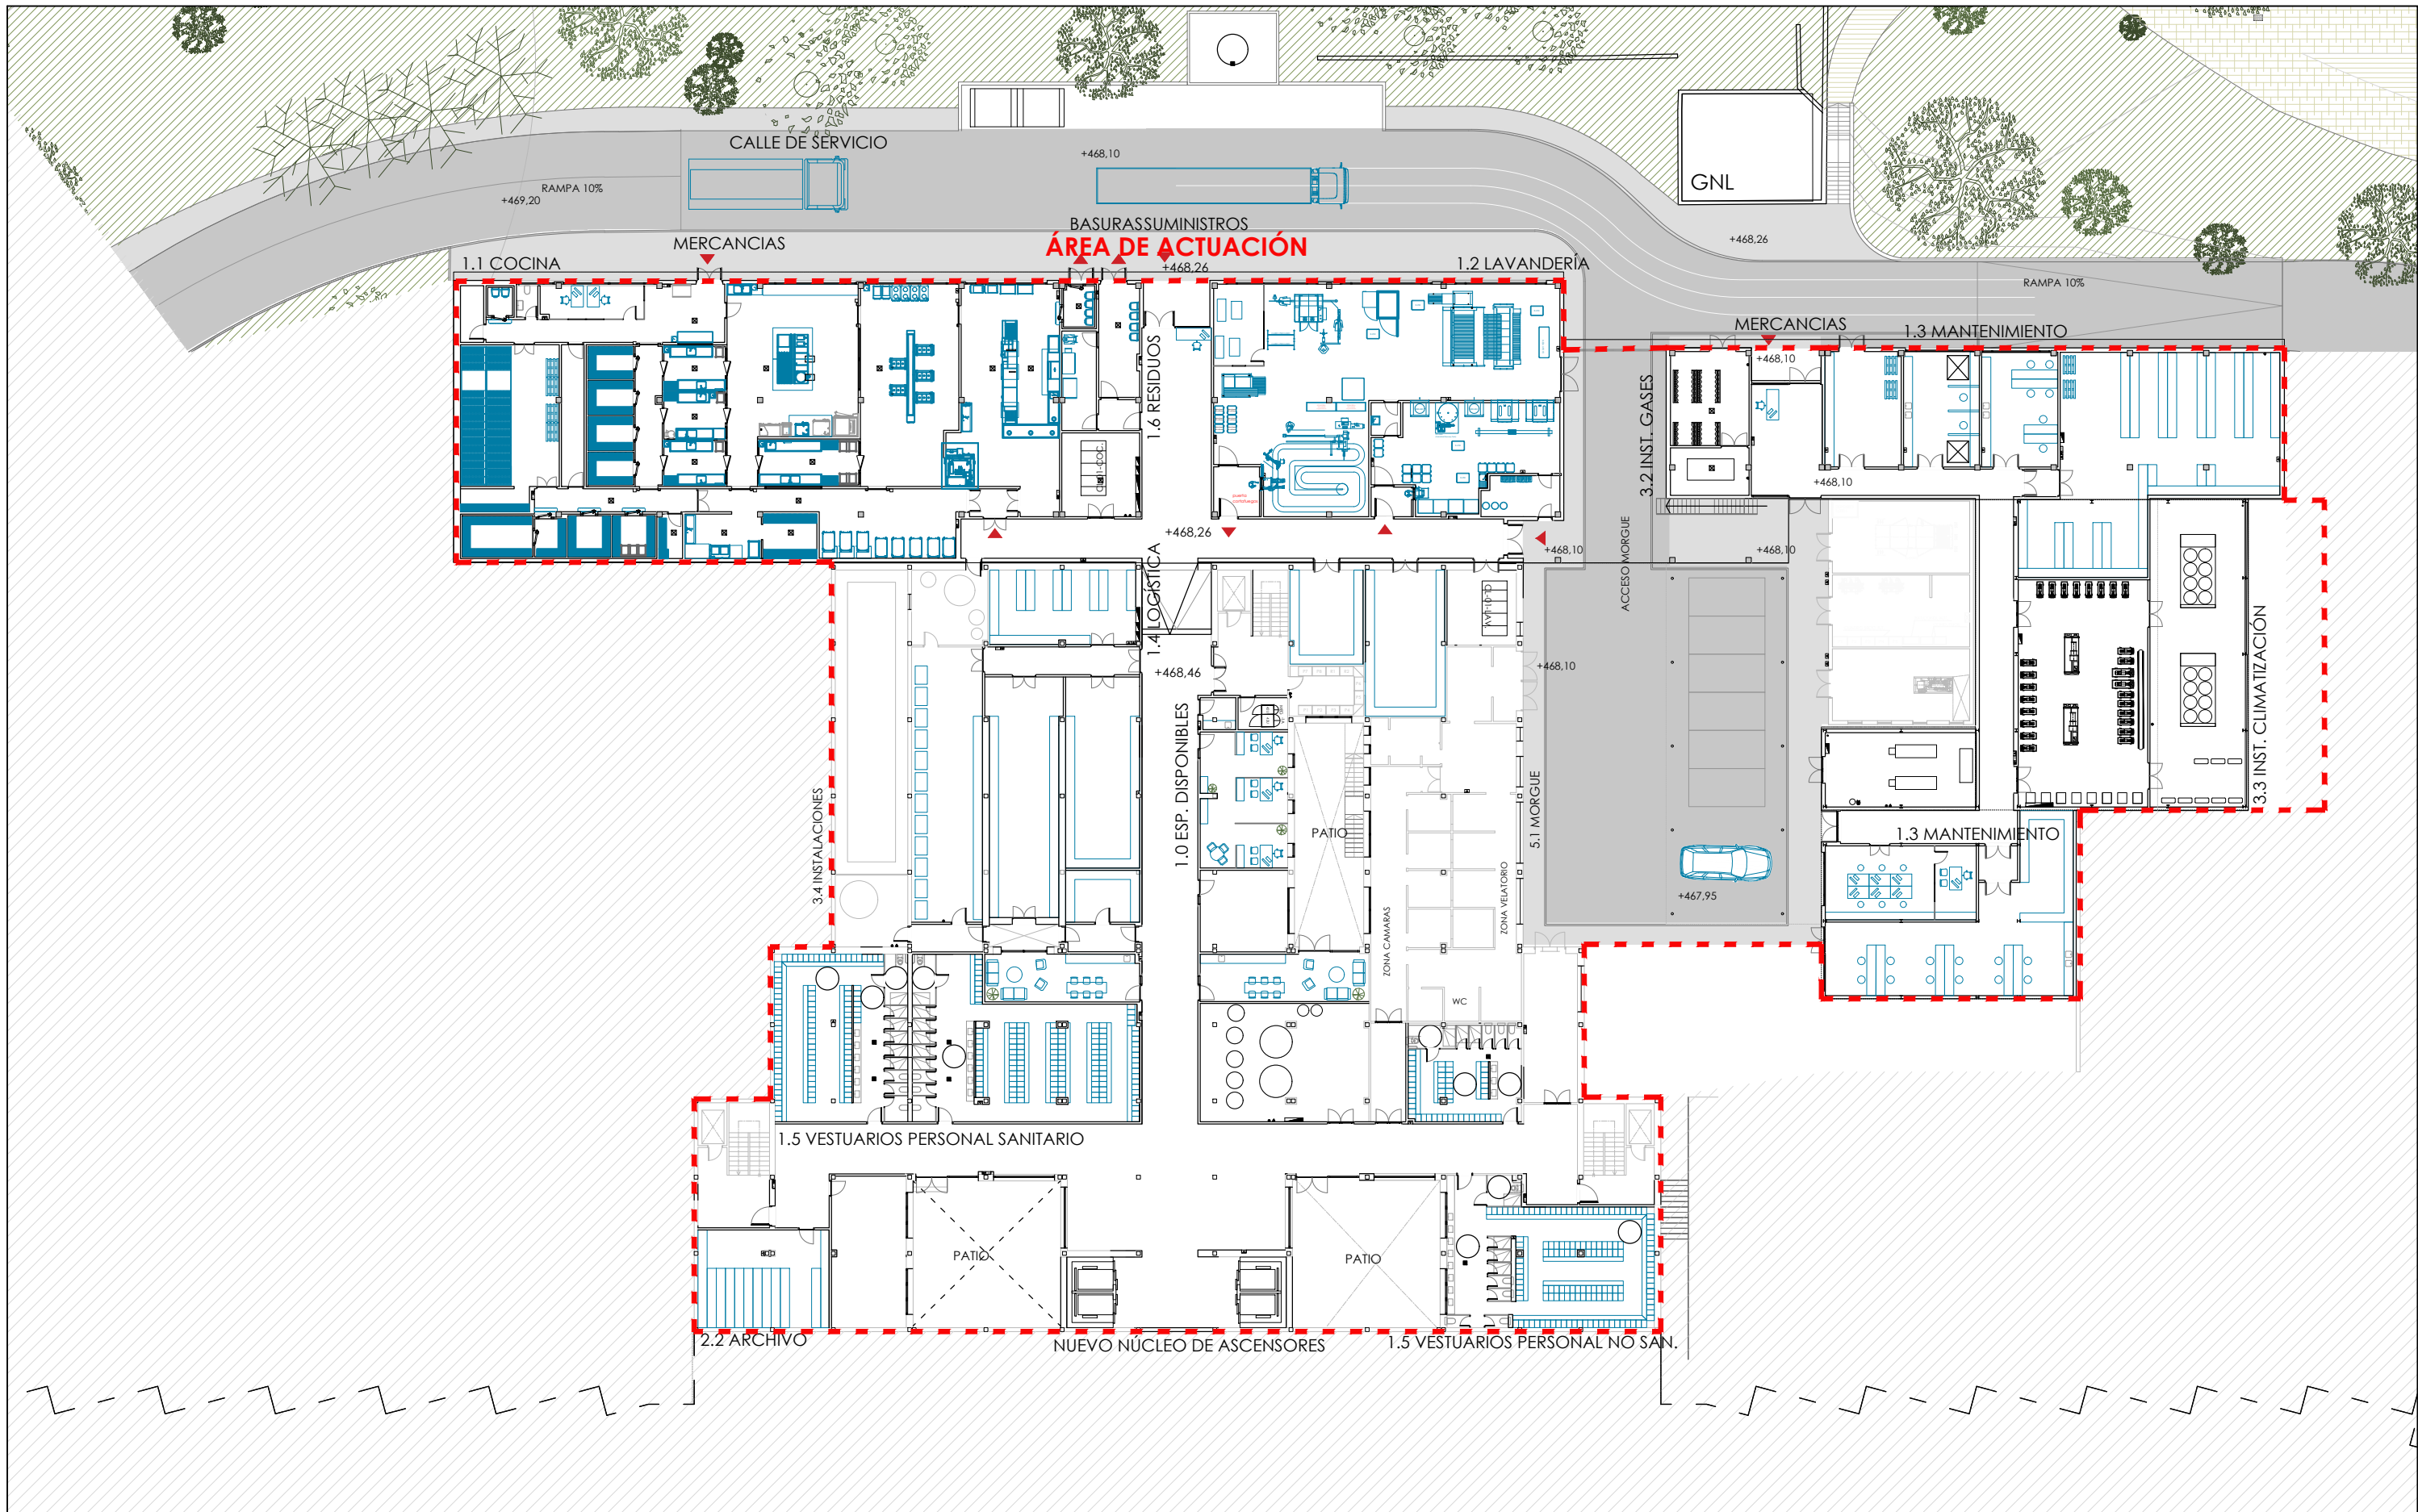 CALLE DE SERVICIO
+468,10
RAMPA 10%
+469,20
GNL
BASURAS
SUMINISTROS
MERCANCIAS
ÁREA DE ACTUACIÓN
+468,26
+468,26
1.1 COCINA
1.2 LAVANDERÍA
RAMPA 10%
MERCANCIAS
1.3 MANTENIMIENTO
+468,10
1.6 RESIDUOS
3.2 INST. GASES
+468,10
+468,26
+468,10
+468,10
ACCESO MORGUE
1.4 LOGÍSTICA
+468,46
+468,10
3.3 INST. CLIMATIZACIÓN
1.0 ESP. DISPONIBLES
3.4 INSTALACIONES
PATIO
5.1 MORGUE
1.3 MANTENIMIENTO
+467,95
ZONA VELATORIO
ZONA CAMARAS
WC
1.5 VESTUARIOS PERSONAL SANITARIO
PATIO
PATIO
2.2 ARCHIVO
NUEVO NÚCLEO DE ASCENSORES
1.5 VESTUARIOS PERSONAL NO SAN.